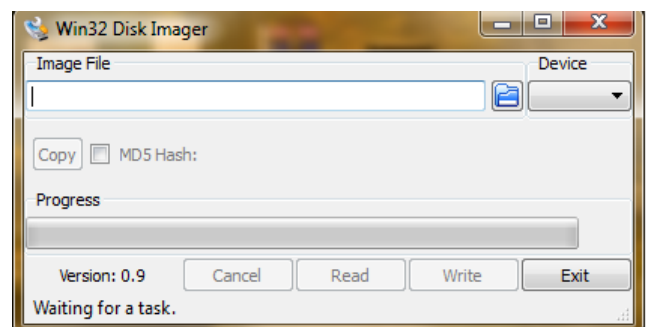 Win32 Disk Imager
Image File Device
Copy MD5 Hash:
Progress
Version: 0.9 Cancel Read Write Exit
Waiting for a task.